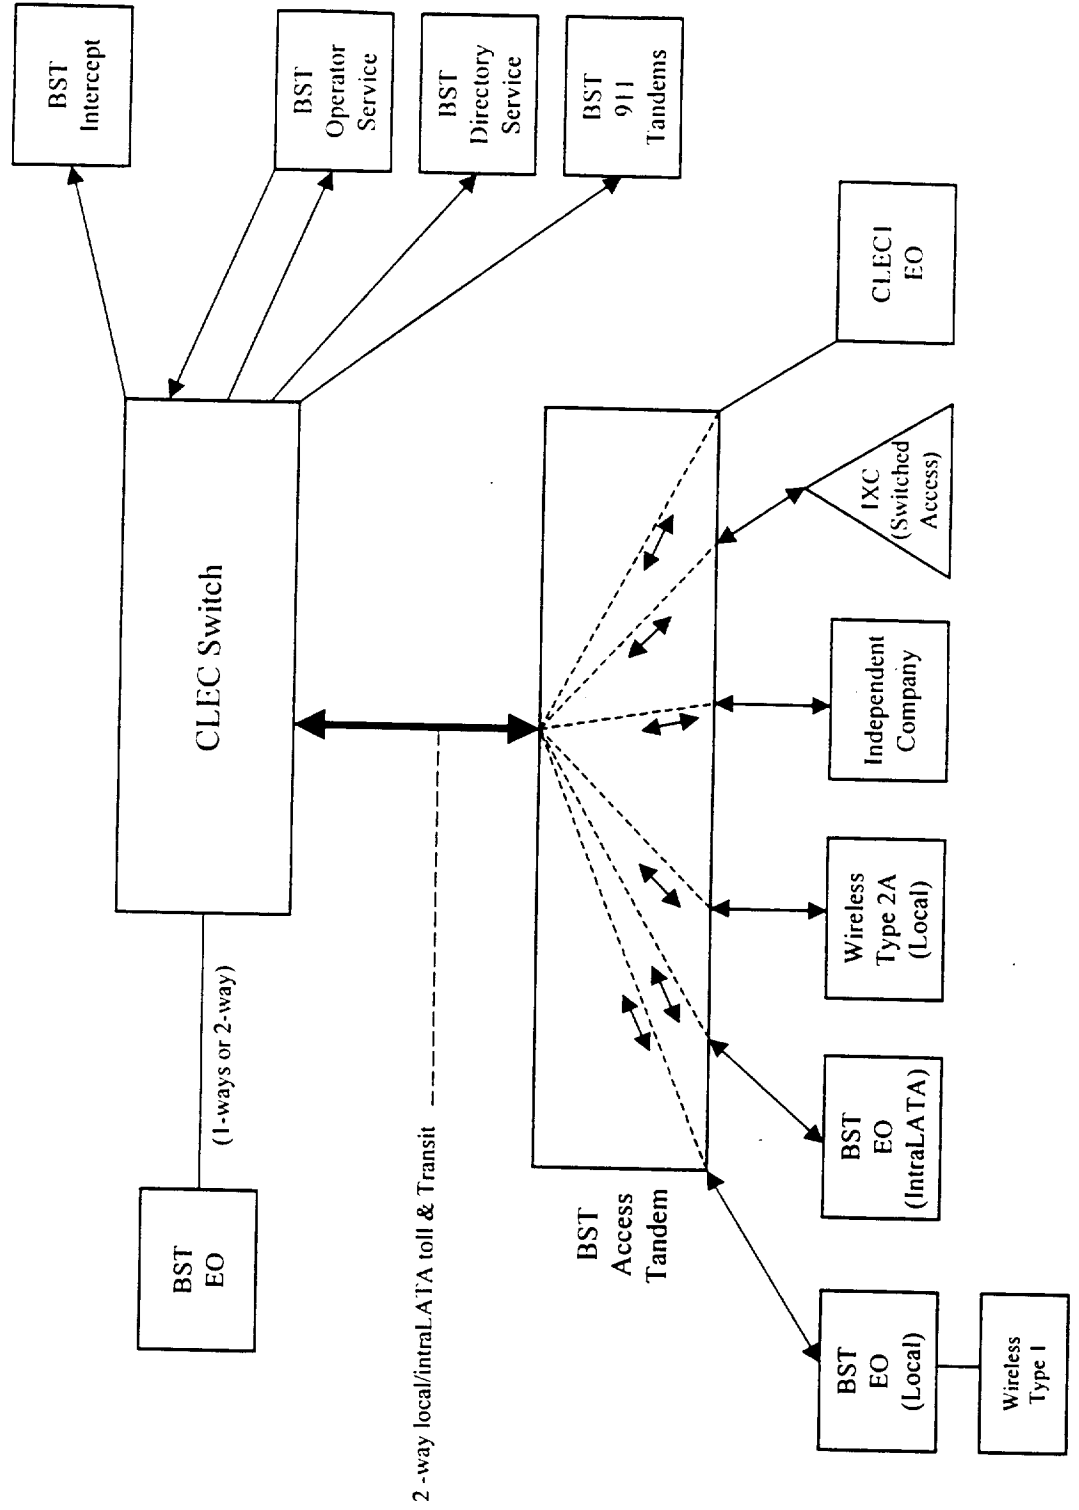 BST
EO
(1-ways or 2-way)
CLEC Switch
BST
Intercept
BST
Operator
Service
BST
Directory
Service
BST
911
Tandems
2 -way local/intraLATA toll & Transit
BST
Access
Tandem
BST
EO
(Local)
Wireless
Type 1
BST
EO
(IntraLATA)
Wireless
Type 2A
(Local)
Independent
Company
IXC
(Switched
Access)
CLEC1
EO